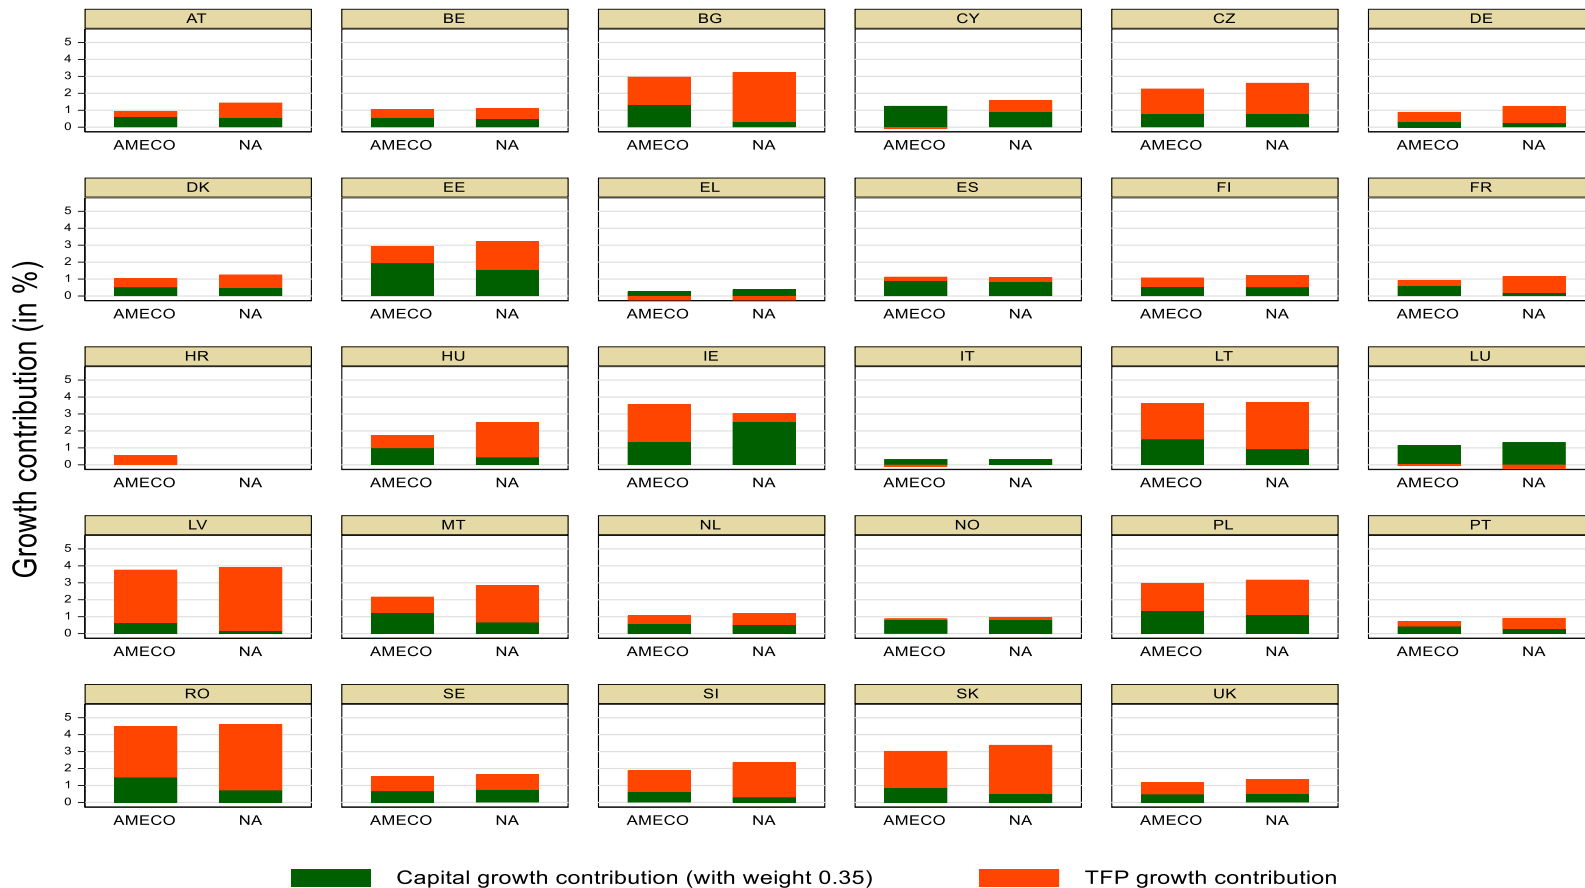 AT BE BG CY CZ DE
5
4
3
2
1
0
AMECO NA AMECO NA AMECO NA AMECO NA AMECO NA AMECO NA
DK EE EL ES FI FR
5
4
3
2
1
0
AMECO NA AMECO NA AMECO NA AMECO NA AMECO NA AMECO NA
Growth contribution (in %)
HR HU IE IT LT LU
5
4
3
2
1
0
AMECO NA AMECO NA AMECO NA AMECO NA AMECO NA AMECO NA
LV MT NL NO PL PT
5
4
3
2
1
0
AMECO NA AMECO NA AMECO NA AMECO NA AMECO NA AMECO NA
RO SE SI SK UK
5
4
3
2
1
0
AMECO NA AMECO NA AMECO NA AMECO NA AMECO NA
Capital growth contribution (with weight 0.35) TFP growth contribution